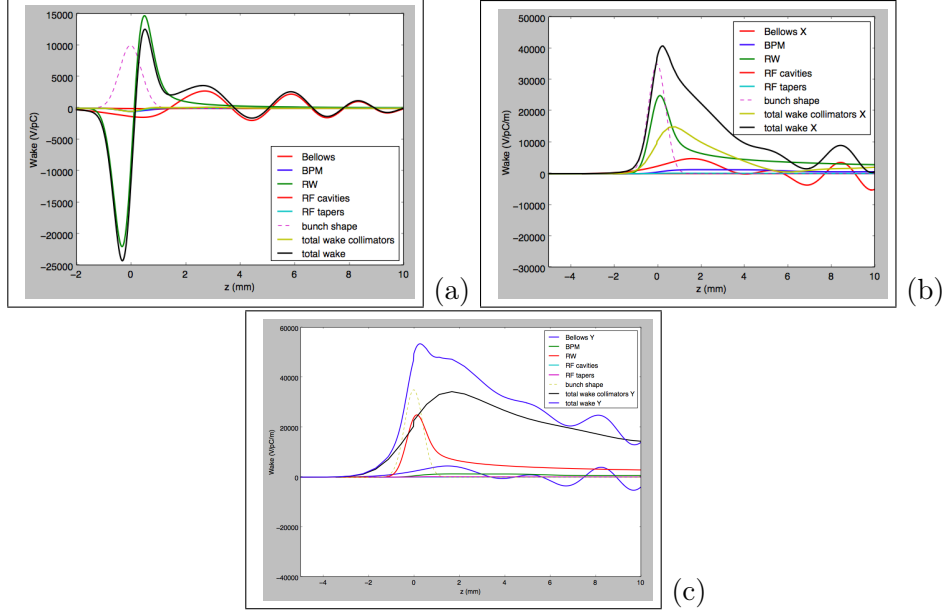 15000
10000
5000
0
−5000
−10000
−15000
−20000
−25000
Wake (V/pC)
Bellows
BPM
RW
RF cavities
RF tapers
bunch shape
total wake collimators
total wake
−2 0 2 4 6 8 10
z (mm)
(a)
50000
40000
30000
20000
10000
0
−10000
−20000
−30000
Wake (V/pC/m)
Bellows X
BPM
RW
RF cavities
RF tapers
bunch shape
total wake collimators X
total wake X
−4 −2 0 2 4 6 8 10
z (mm)
(b)
60000
40000
20000
0
−20000
−40000
Wake (V/pC/m)
Bellows Y
BPM
RW
RF cavities
RF tapers
bunch shape
total wake collimators Y
total wake Y
−4 −2 0 2 4 6 8 10
z (mm)
(c)